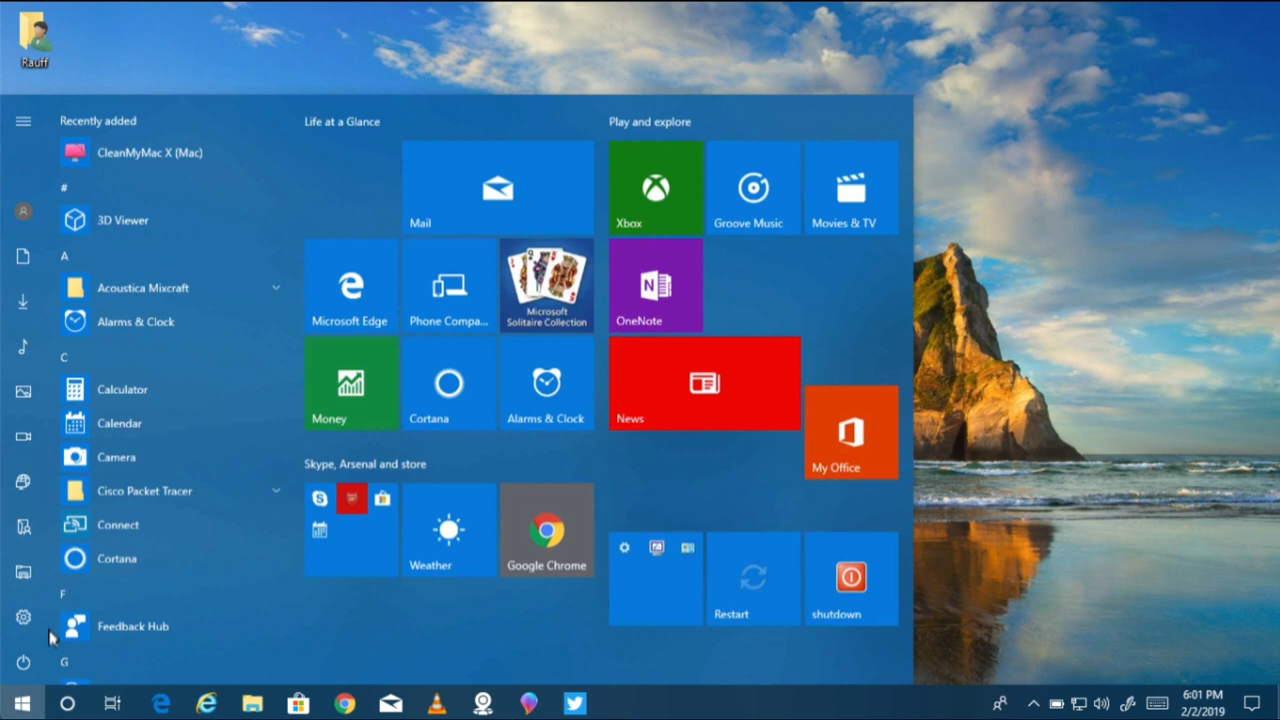 Rauff
Recently added
CleanMyMac X (Mac)
#
3D Viewer
A
Acoustica Mixcraft
Alarms & Clock
C
Calculator
Calendar
Camera
Cisco Packet Tracer
Connect
Cortana
F
Feedback Hub
G
Life at a Glance
Mail
Microsoft Edge
Phone Compa...
Microsoft
Solitaire Collection
Money
Cortana
Alarms & Clock
Skype, Arsenal and store
Weather
Google Chrome
Play and explore
Xbox
Groove Music
Movies & TV
OneNote
News
My Office
Restart
shutdown
6:01 PM
2/2/2019